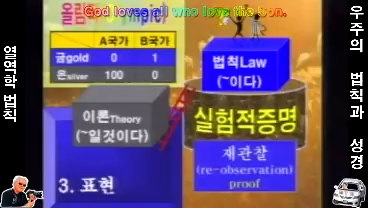 God loves all who love the Son.
올림
A국가 B국가
금gold 0 1
은silver 100 0
법칙Law
(~이다)
이론Theory
(~일것이다)
실험적증명
재관찰
(re-observation)
proof
3. 표현
열역학 법칙
우주의 법칙과 성경